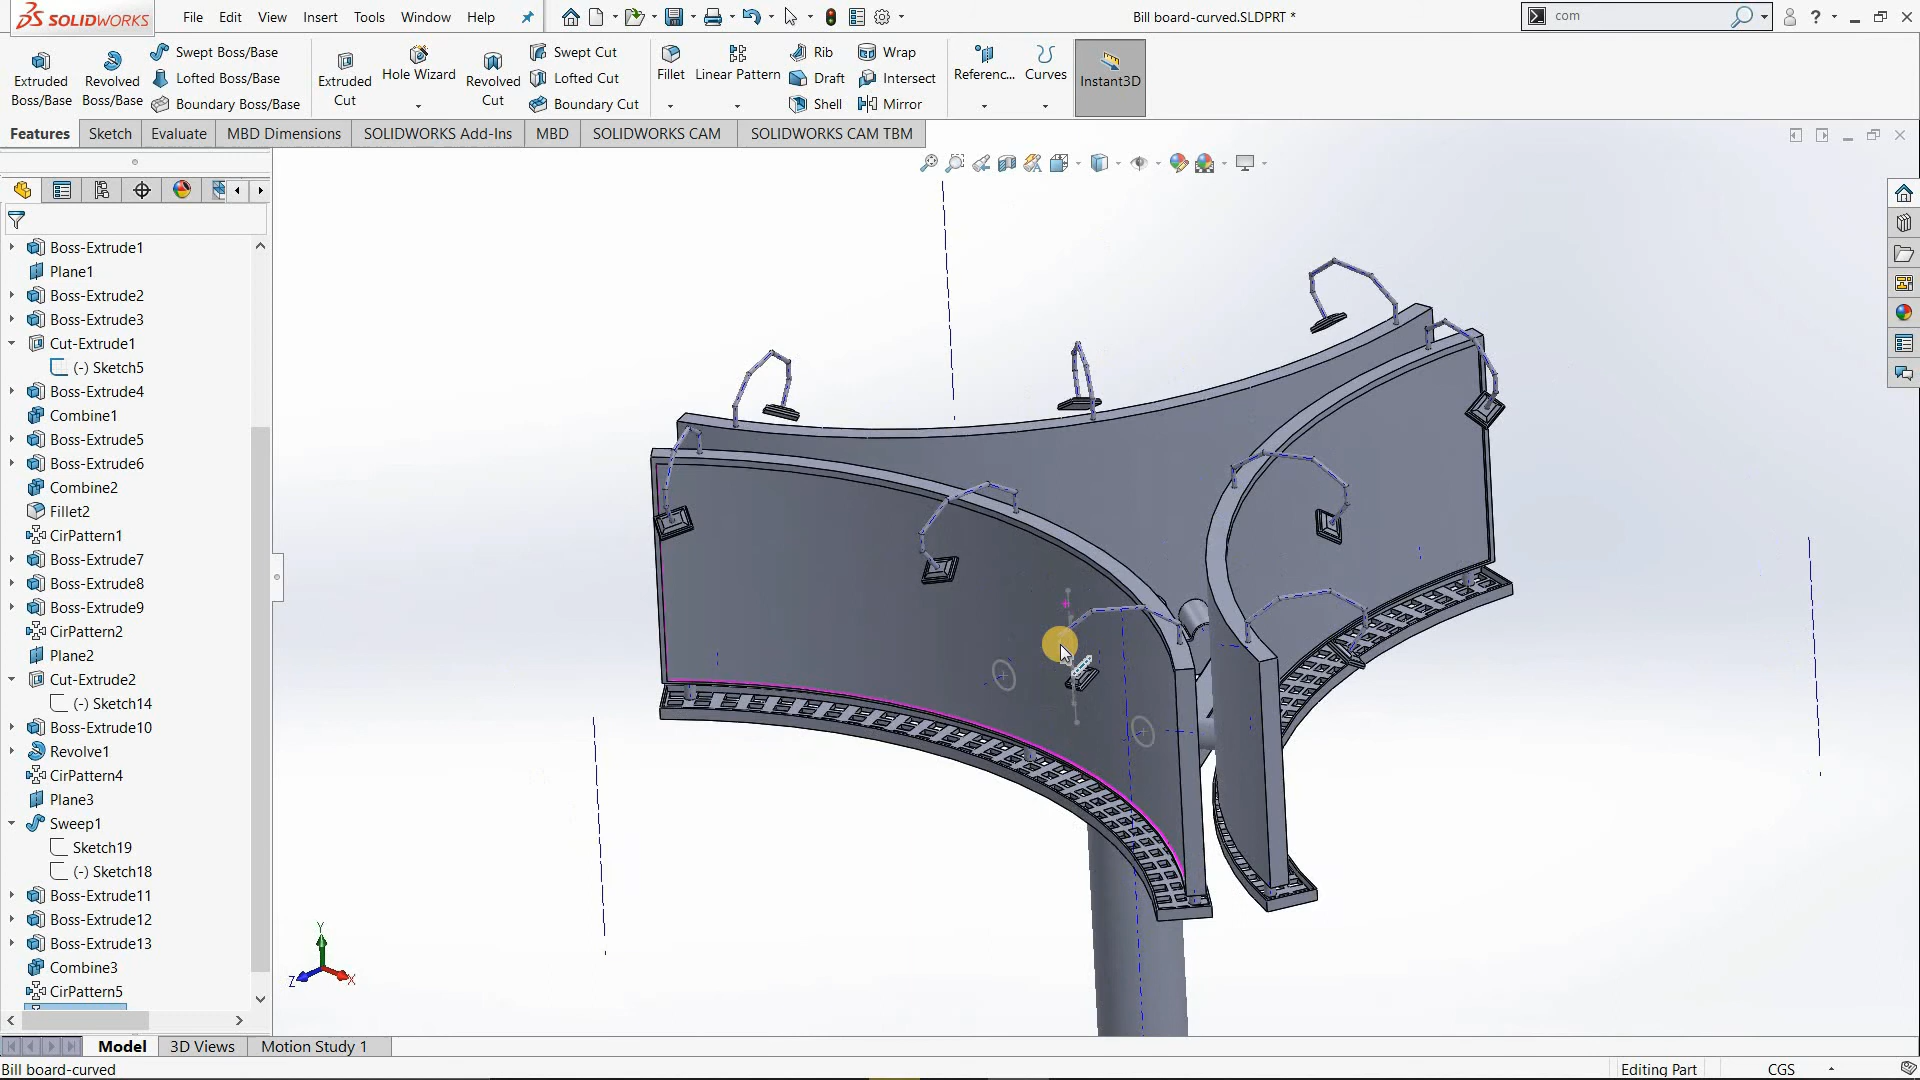 SOLIDWORKS
File Edit View Insert Tools Window Help
Bill board-curved.SLDPRT *
com
Extruded Boss/Base
Revolved Boss/Base
Swept Boss/Base
Lofted Boss/Base
Boundary Boss/Base
Extruded Cut
Hole Wizard
Revolved Cut
Swept Cut
Lofted Cut
Boundary Cut
Fillet
Linear Pattern
Rib
Draft
Shell
Wrap
Intersect
Mirror
Referenc...
Curves
Instant3D
Features Sketch Evaluate MBD Dimensions SOLIDWORKS Add-Ins MBD SOLIDWORKS CAM SOLIDWORKS CAM TBM
Boss-Extrude1
Plane1
Boss-Extrude2
Boss-Extrude3
Cut-Extrude1
(-) Sketch5
Boss-Extrude4
Combine1
Boss-Extrude5
Boss-Extrude6
Combine2
Fillet2
CirPattern1
Boss-Extrude7
Boss-Extrude8
Boss-Extrude9
CirPattern2
Plane2
Cut-Extrude2
(-) Sketch14
Boss-Extrude10
Revolve1
CirPattern4
Plane3
Sweep1
Sketch19
(-) Sketch18
Boss-Extrude11
Boss-Extrude12
Boss-Extrude13
Combine3
CirPattern5
Y
Z
X
Model 3D Views Motion Study 1
Bill board-curved
Editing Part
CGS